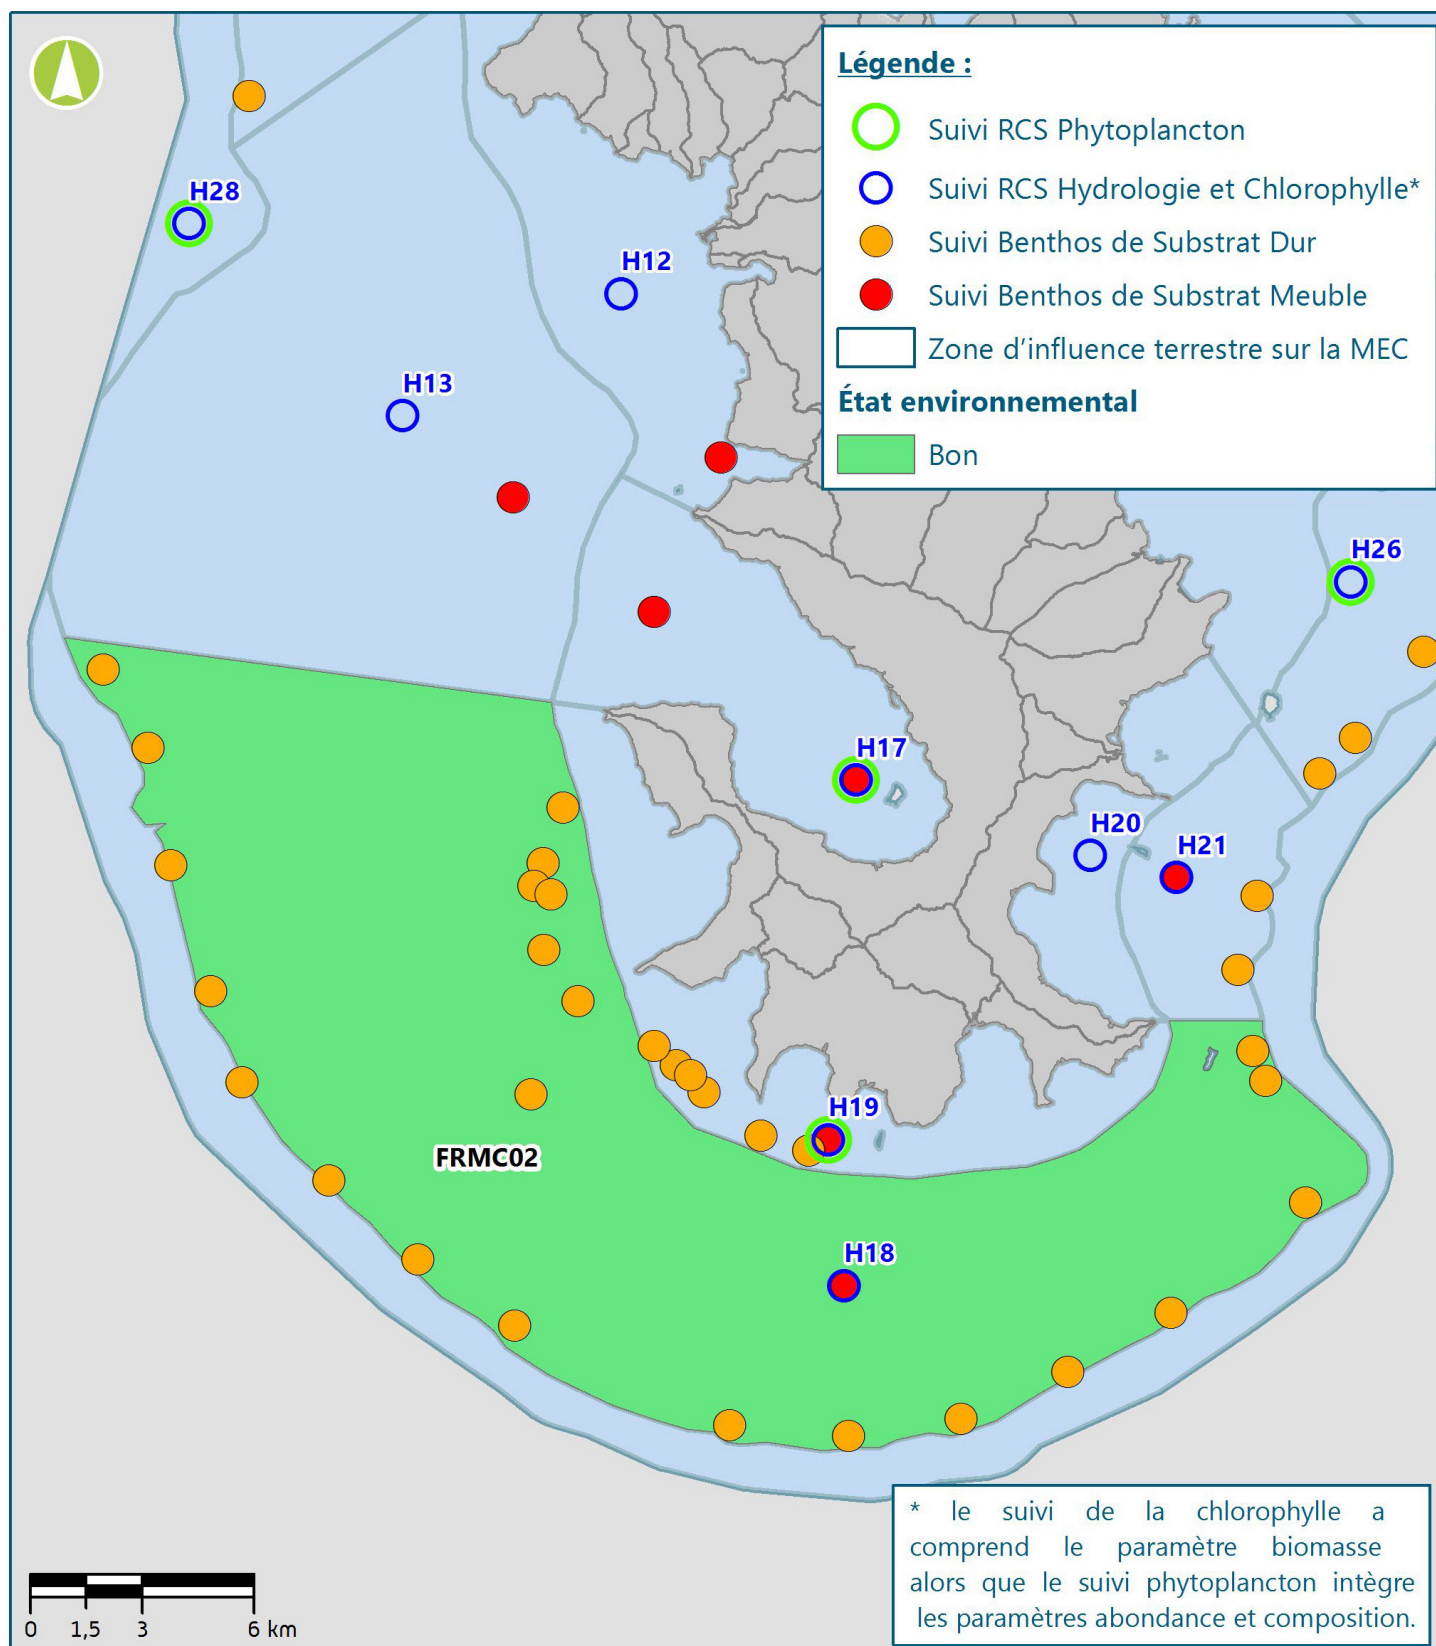 Légende :
Suivi RCS Phytoplancton
Suivi RCS Hydrologie et Chlorophylle*
Suivi Benthos de Substrat Dur
Suivi Benthos de Substrat Meuble
Zone d'influence terrestre sur la MEC
État environnemental
Bon
H28
H12
H13
H26
H17
H20
H21
H19
FRMC02
H18
* le suivi de la chlorophylle a
comprend le paramètre biomasse
alors que le suivi phytoplancton intègre
les paramètres abondance et composition.
0 1,5 3 6 km